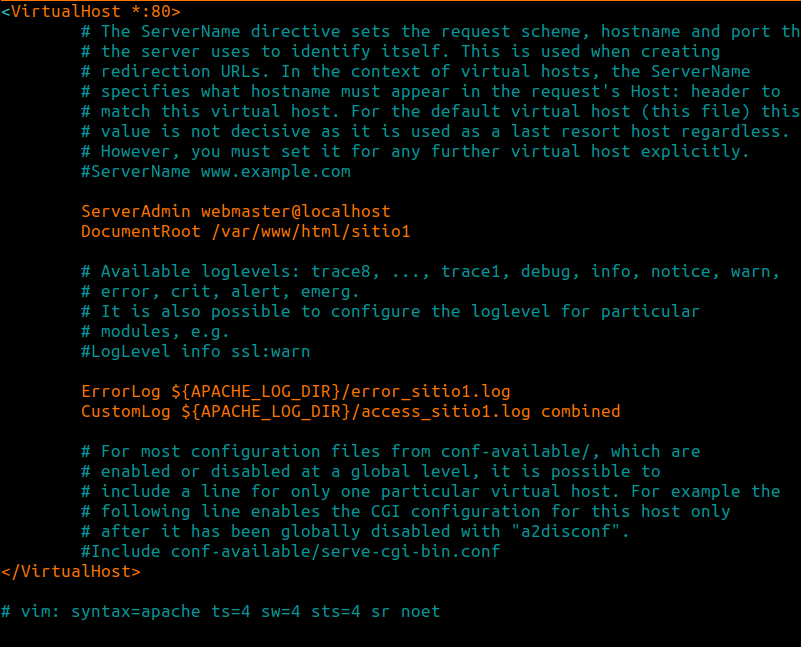 <VirtualHost *:80>
# The ServerName directive sets the request scheme, hostname and port th
# the server uses to identify itself. This is used when creating
# redirection URLs. In the context of virtual hosts, the ServerName
# specifies what hostname must appear in the request's Host: header to
# match this virtual host. For the default virtual host (this file) this
# value is not decisive as it is used as a last resort host regardless.
# However, you must set it for any further virtual host explicitly.
#ServerName www.example.com
ServerAdmin webmaster@localhost
DocumentRoot /var/www/html/sitio1
# Available loglevels: trace8, ..., trace1, debug, info, notice, warn,
# error, crit, alert, emerg.
# It is also possible to configure the loglevel for particular
# modules, e.g.
#LogLevel info ssl:warn
ErrorLog ${APACHE_LOG_DIR}/error_sitio1.log
CustomLog ${APACHE_LOG_DIR}/access_sitio1.log combined
# For most configuration files from conf-available/, which are
# enabled or disabled at a global level, it is possible to
# include a line for only one particular virtual host. For example the
# following line enables the CGI configuration for this host only
# after it has been globally disabled with "a2disconf".
#Include conf-available/serve-cgi-bin.conf
</VirtualHost>
# vim: syntax=apache ts=4 sw=4 sts=4 sr noet